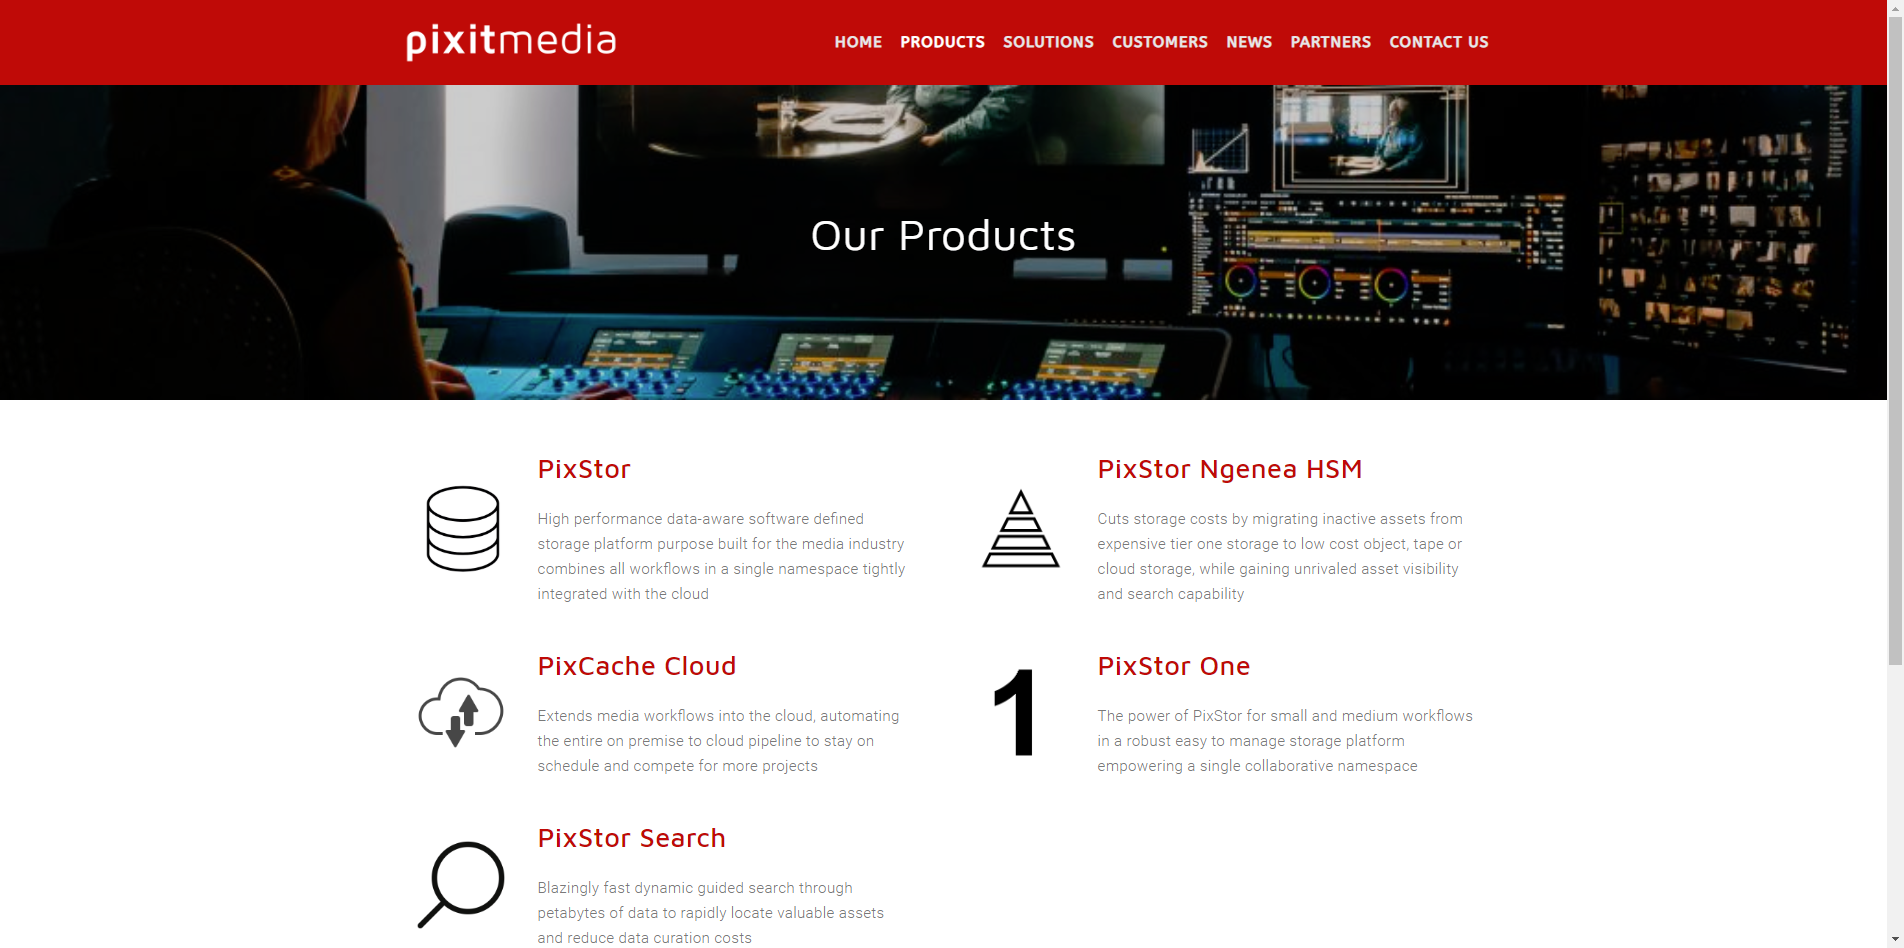 pixitmedia
HOME PRODUCTS SOLUTIONS CUSTOMERS NEWS PARTNERS CONTACT US
Our Products
PixStor
High performance data-aware software defined
storage platform purpose built for the media industry
combines all workflows in a single namespace tightly
integrated with the cloud
PixStor Ngenea HSM
Cuts storage costs by migrating inactive assets from
expensive tier one storage to low cost object, tape or
cloud storage, while gaining unrivaled asset visibility
and search capability
PixCache Cloud
Extends media workflows into the cloud, automating
the entire on premise to cloud pipeline to stay on
schedule and compete for more projects
1
PixStor One
The power of PixStor for small and medium workflows
in a robust easy to manage storage platform
empowering a single collaborative namespace
PixStor Search
Blazingly fast dynamic guided search through
petabytes of data to rapidly locate valuable assets
and reduce data curation costs